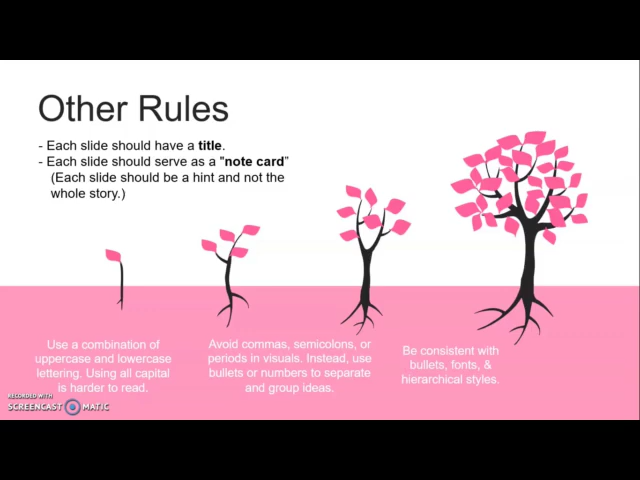 Other Rules
- Each slide should have a title.
- Each slide should serve as a "note card”
(Each slide should be a hint and not the
whole story.)
Use a combination of
uppercase and lowercase
lettering. Using all capital
is harder to read.
Avoid commas, semicolons, or
periods in visuals. Instead, use
bullets or numbers to separate
and group ideas.
Be consistent with
bullets, fonts, &
hierarchical styles.
RECORDED WITH
SCREENCAST MATIC